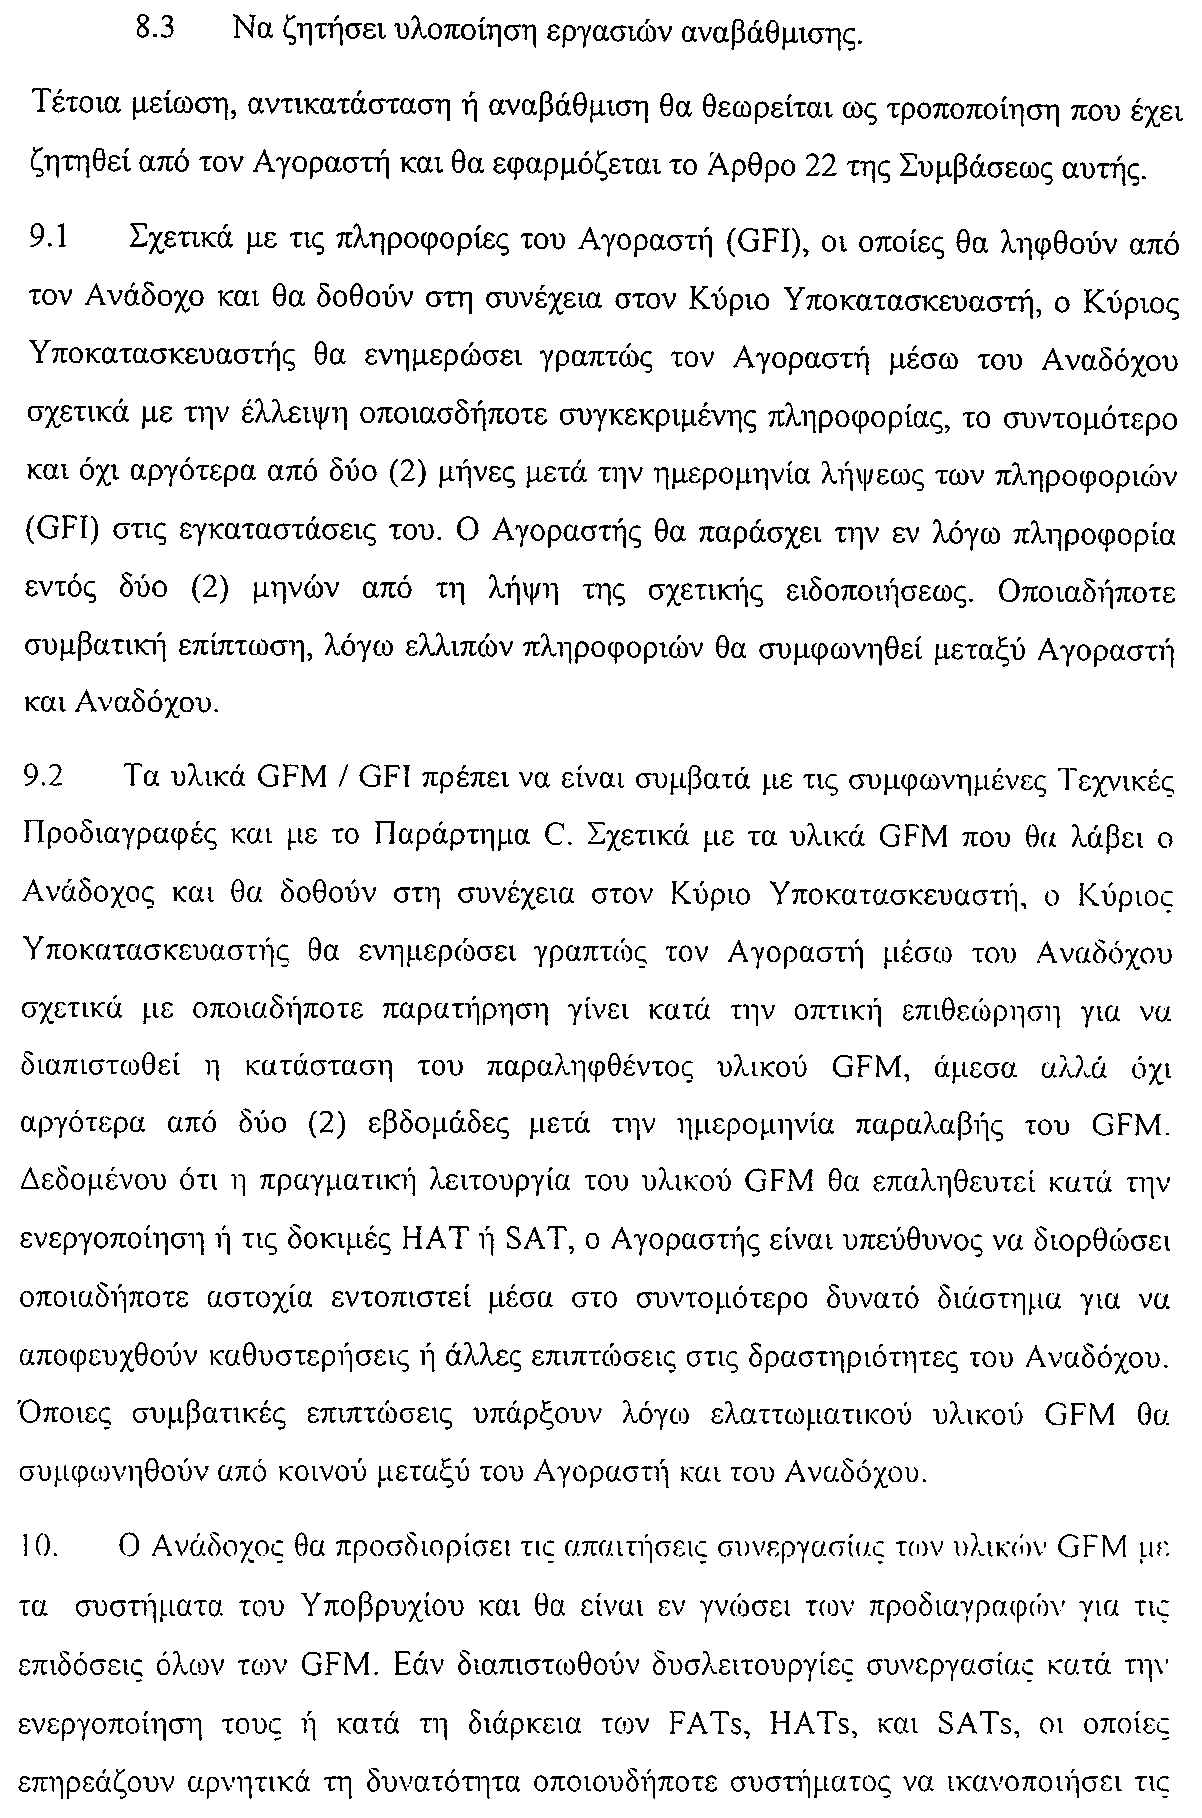 8.3 Να ζητήσει υλοποίηση εργασιών αναβάθμισης.
Τέτοια μείωση, αντικατάσταση ή αναβάθμιση θα θεωρείται ως τροποποίηση που έχει
ζητηθεί από τον Αγοραστή και θα εφαρμόζεται το Άρθρο 22 της Συμβάσεως αυτής.
9.1 Σχετικά με τις πληροφορίες του Αγοραστή (GFI), οι οποίες θα ληφθούν από
τον Ανάδοχο και θα δοθούν στη συνέχεια στον Κύριο Υποκατασκευαστή, ο Κύριος
Υποκατασκευαστής θα ενημερώσει γραπτώς τον Αγοραστή μέσω του Αναδόχου
σχετικά με την έλλειψη οποιασδήποτε συγκεκριμένης πληροφορίας, το συντομότερο
και όχι αργότερα από δύο (2) μήνες μετά την ημερομηνία λήψεως των πληροφοριών
(GFI) στις εγκαταστάσεις του. Ο Αγοραστής θα παράσχει την εν λόγω πληροφορία
εντός δύο (2) μηνών από τη λήψη της σχετικής ειδοποιήσεως. Οποιαδήποτε
συμβατική επίπτωση, λόγω ελλιπών πληροφοριών θα συμφωνηθεί μεταξύ Αγοραστή
και Αναδόχου.
9.2 Τα υλικά GFM / GFI πρέπει να είναι συμβατά με τις συμφωνημένες Τεχνικές
Προδιαγραφές και με το Παράρτημα C. Σχετικά με τα υλικά GFM που θα λάβει ο
Ανάδοχος και θα δοθούν στη συνέχεια στον Κύριο Υποκατασκευαστή, ο Κύριος
Υποκατασκευαστής θα ενημερώσει γραπτώς τον Αγοραστή μέσω του Αναδόχου
σχετικά με οποιαδήποτε παρατήρηση γίνει κατά την οπτική επιθεώρηση για να
διαπιστωθεί η κατάσταση του παραληφθέντος υλικού GFM, άμεσα αλλά όχι
αργότερα από δύο (2) εβδομάδες μετά την ημερομηνία παραλαβής του GFM.
Δεδομένου ότι η πραγματική λειτουργία του υλικού GFM θα επαληθευτεί κατά την
ενεργοποίηση ή τις δοκιμές HAT ή SAT, ο Αγοραστής είναι υπεύθυνος να διορθώσει
οποιαδήποτε αστοχία εντοπιστεί μέσα στο συντομότερο δυνατό διάστημα για να
αποφευχθούν καθυστερήσεις ή άλλες επιπτώσεις στις δραστηριότητες του Αναδόχου.
Όποιες συμβατικές επιπτώσεις υπάρξουν λόγω ελαττωματικού υλικού GFM θα
συμφωνηθούν από κοινού μεταξύ του Αγοραστή και του Αναδόχου.
10. Ο Ανάδοχος θα προσδιορίσει τις απαιτήσεις συνεργασίας των υλικών GFM με
τα συστήματα του Υποβρυχίου και θα είναι εν γνώσει των προδιαγραφών για τις
επιδόσεις όλων των GFM. Εάν διαπιστωθούν δυσλειτουργίες συνεργασίας κατά την
ενεργοποίηση τους ή κατά τη διάρκεια των FATs, HATs, και SATs, οι οποίες
επηρεάζουν αρνητικά τη δυνατότητα οποιουδήποτε συστήματος να ικανοποιήσει τις